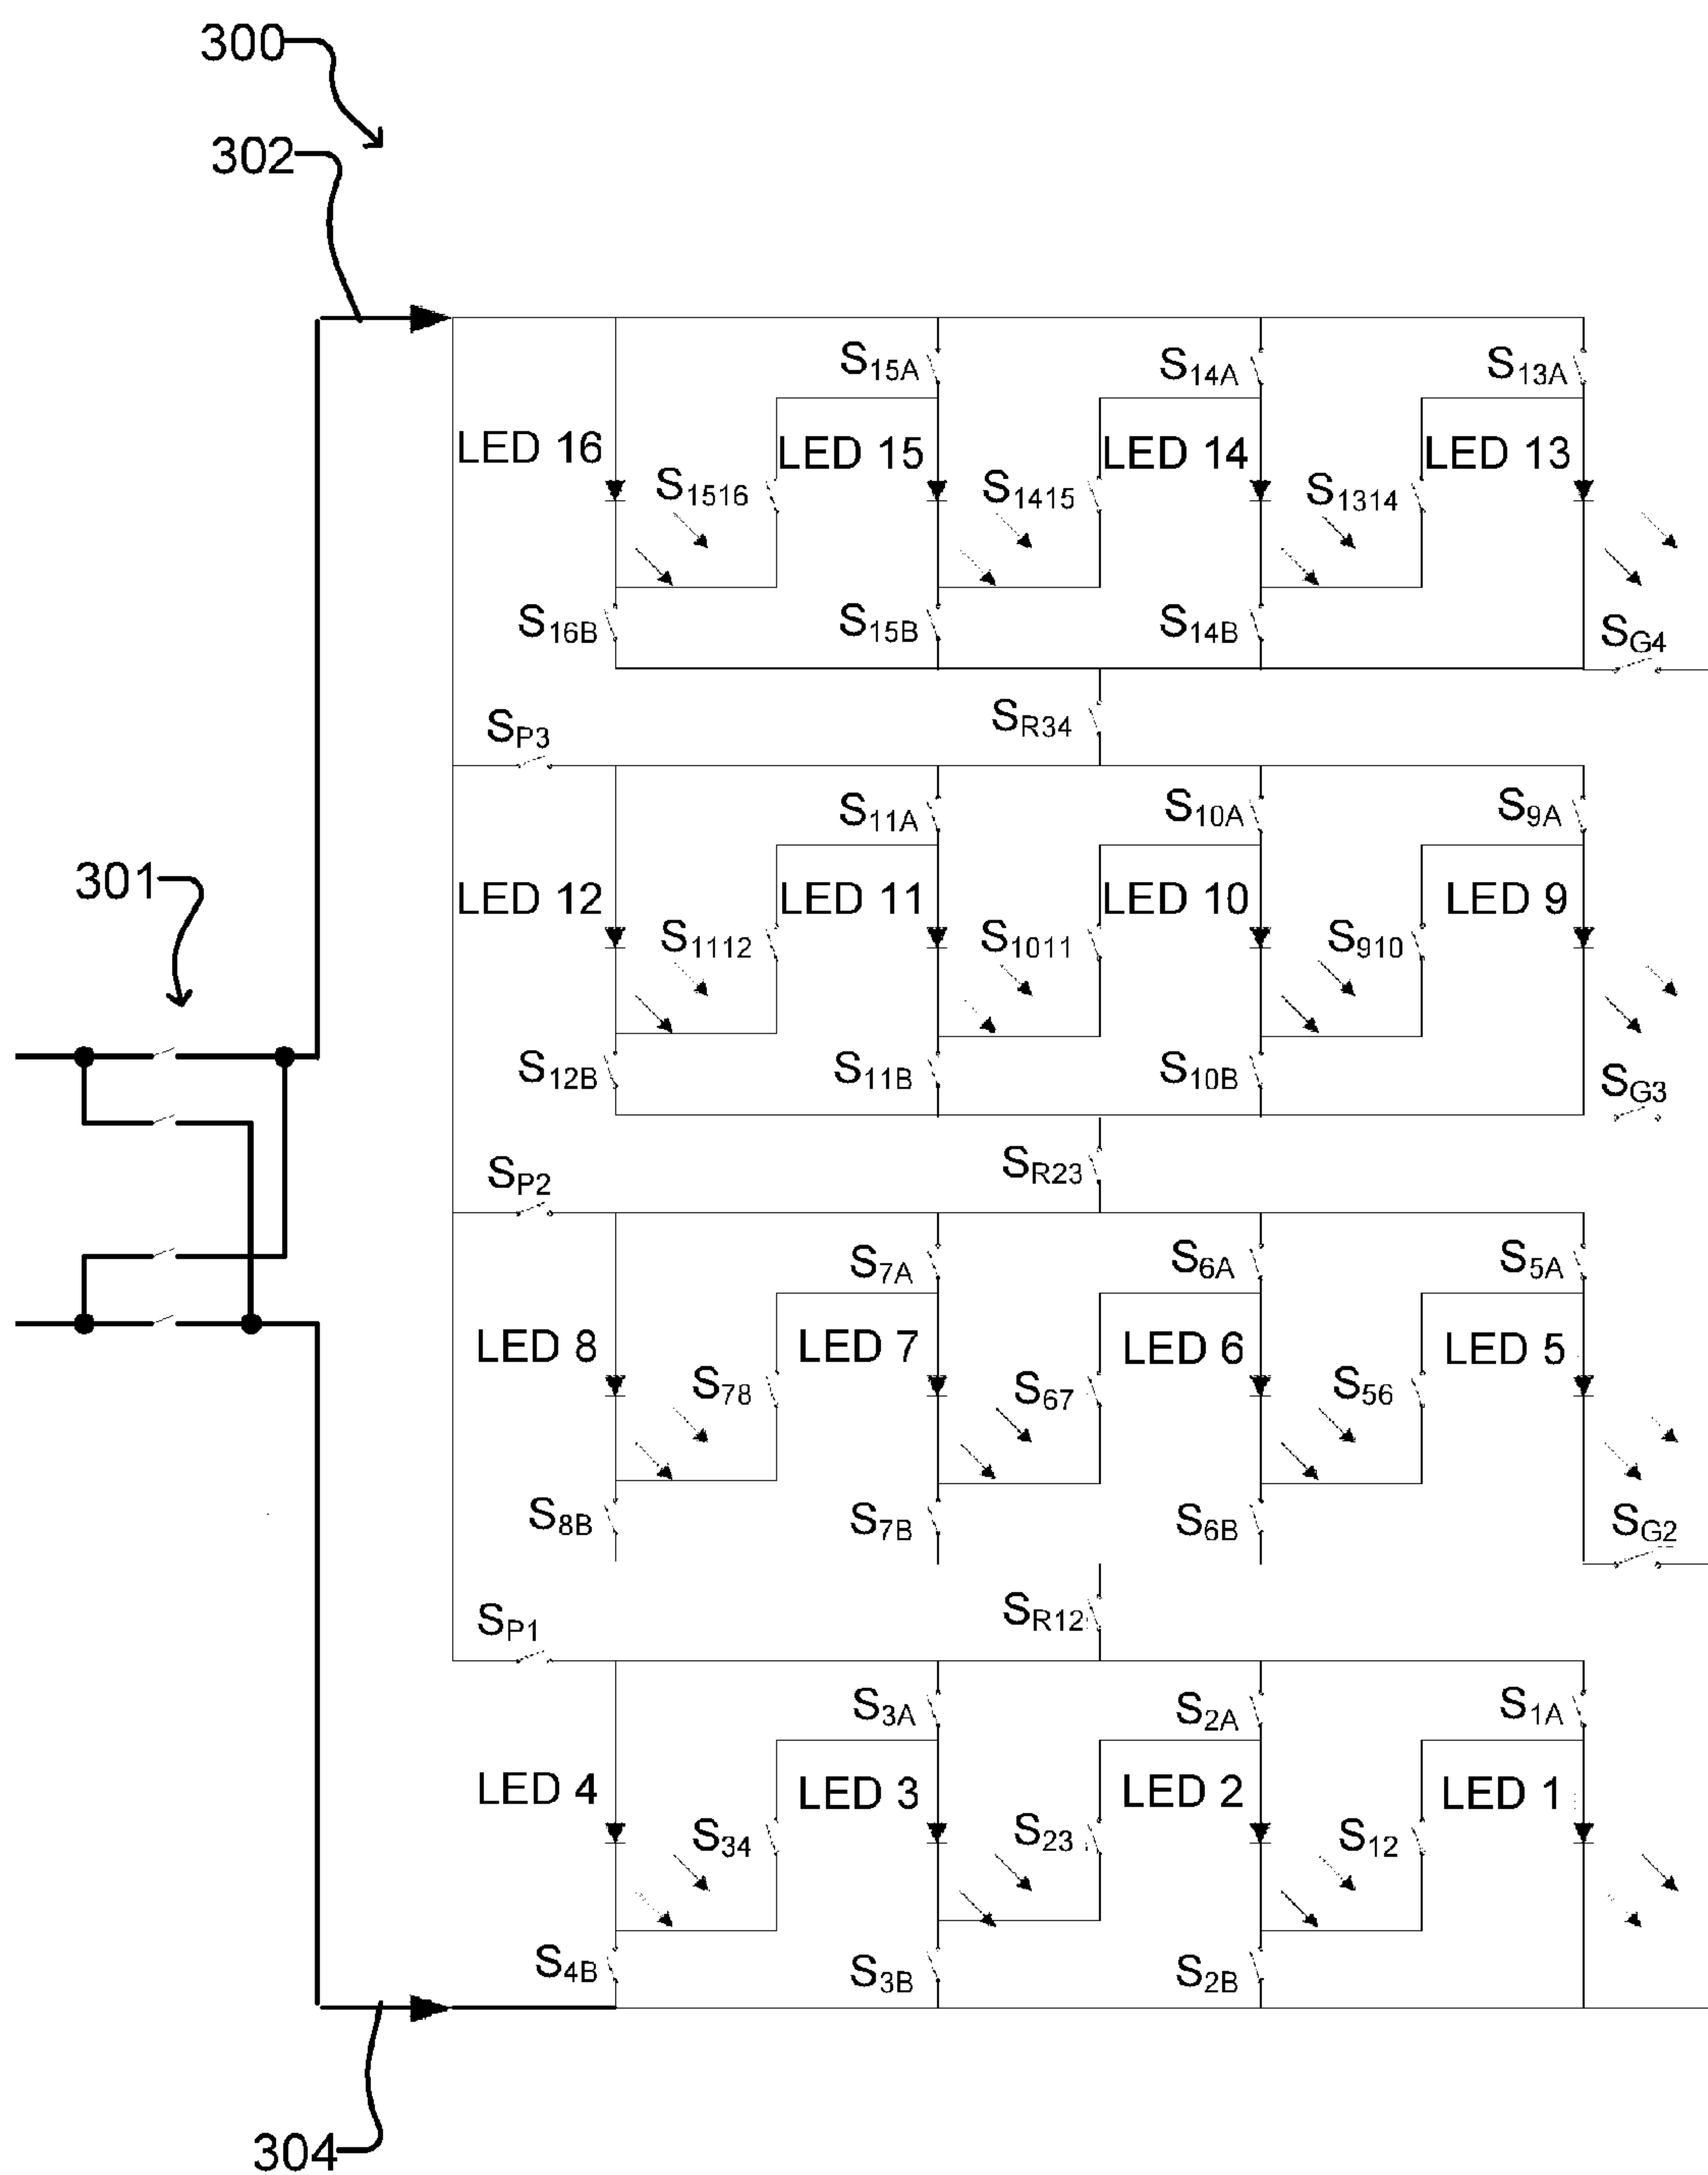 300
302
S15A
S14A
S13A
LED 16
LED 15
LED 14
LED 13
S1516
S1415
S1314
S16B
S15B
S14B
SG4
SR34
SP3
S11A
S10A
S9A
301
LED 12
LED 11
LED 10
LED 9
S1112
S1011
S910
S12B
S11B
S10B
SG3
SR23
SP2
S7A
S6A
S5A
LED 8
LED 7
LED 6
LED 5
S78
S67
S56
S8B
S7B
S6B
SG2
SR12
SP1
S3A
S2A
S1A
LED 4
LED 3
LED 2
LED 1
S34
S23
S12
S4B
S3B
S2B
304